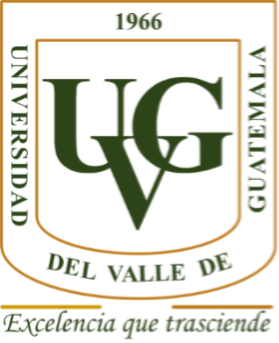 1966
UNIVERSIDAD
UVG
DEL VALLE DE
GUATEMALA
Excelencia que trasciende